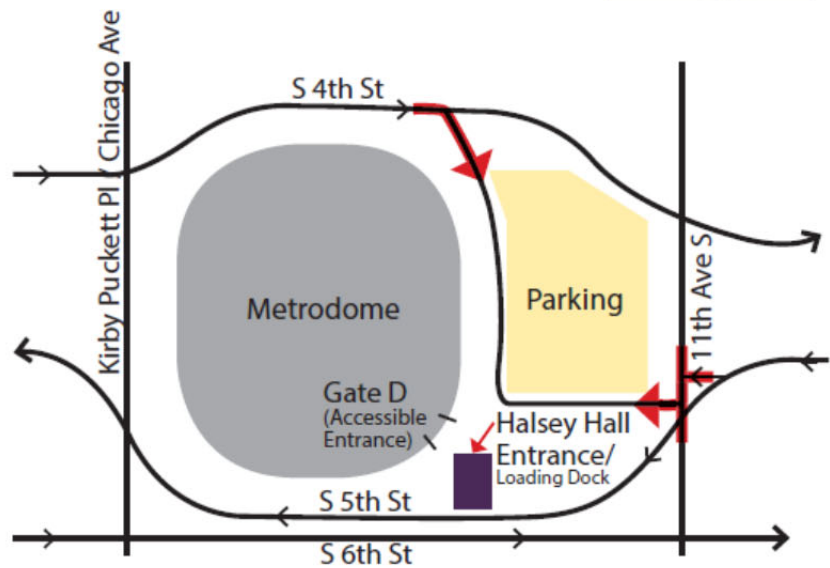 S 4th St
Kirby Puckett Pl / Chicago Ave
Metrodome
Parking
11th Ave S
Gate D
(Accessible
Entrance)
Halsey Hall
Entrance/
Loading Dock
S 5th St
S 6th St